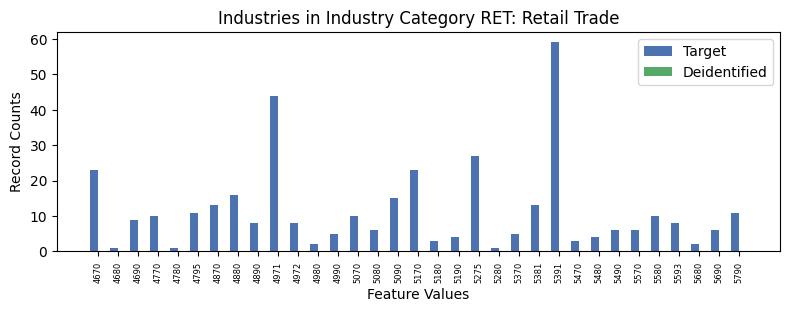 Industries in Industry Category RET: Retail Trade
Target
Deidentified
Record Counts
60
50
40
30
20
10
0
4670 4680 4690 4770 4780 4795 4870 4880 4890 4971 4972 4980 4990 5070 5080 5090 5170 5180 5190 5275 5280 5370 5381 5391 5470 5480 5490 5570 5580 5593 5680 5690 5790
Feature Values